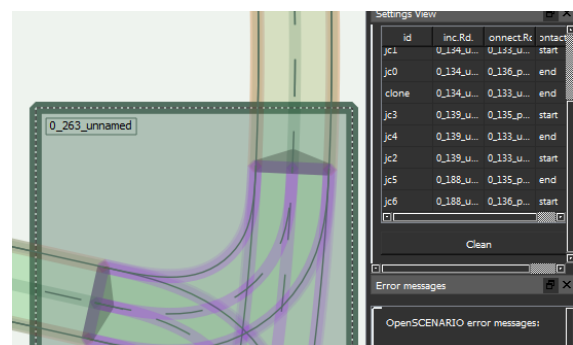 Settings View
id inc.Rd. onnect.Rc ontact
jc1 0_134_u... 0_133_u... start
jc0 0_134_u... 0_136_p... end
clone 0_134_u... 0_133_u... end
jc3 0_139_u... 0_135_p... start
jc4 0_139_u... 0_133_u... end
jc2 0_139_u... 0_133_u... start
jc5 0_188_u... 0_135_p... end
jc6 0_188_u... 0_136_p... start
Clean
Error messages
OpenSCENARIO error messages:
0_263_unnamed